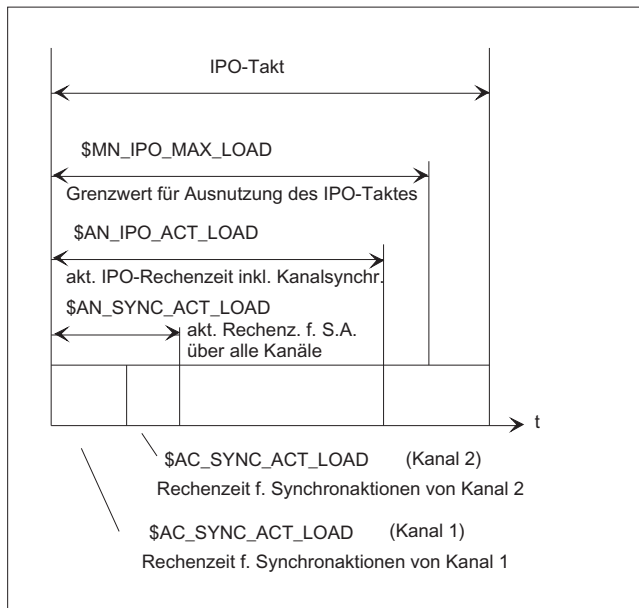 IPO-Takt
$MN_IPO_MAX_LOAD
Grenzwert für Ausnutzung des IPO-Taktes
$AN_IPO_ACT_LOAD
akt. IPO-Rechenzeit inkl. Kanalsynchr.
$AN_SYNC_ACT_LOAD
akt. Rechenz. f. S.A.
über alle Kanäle
t
$AC_SYNC_ACT_LOAD (Kanal 2)
Rechenzeit f. Synchronaktionen von Kanal 2
$AC_SYNC_ACT_LOAD (Kanal 1)
Rechenzeit f. Synchronaktionen von Kanal 1